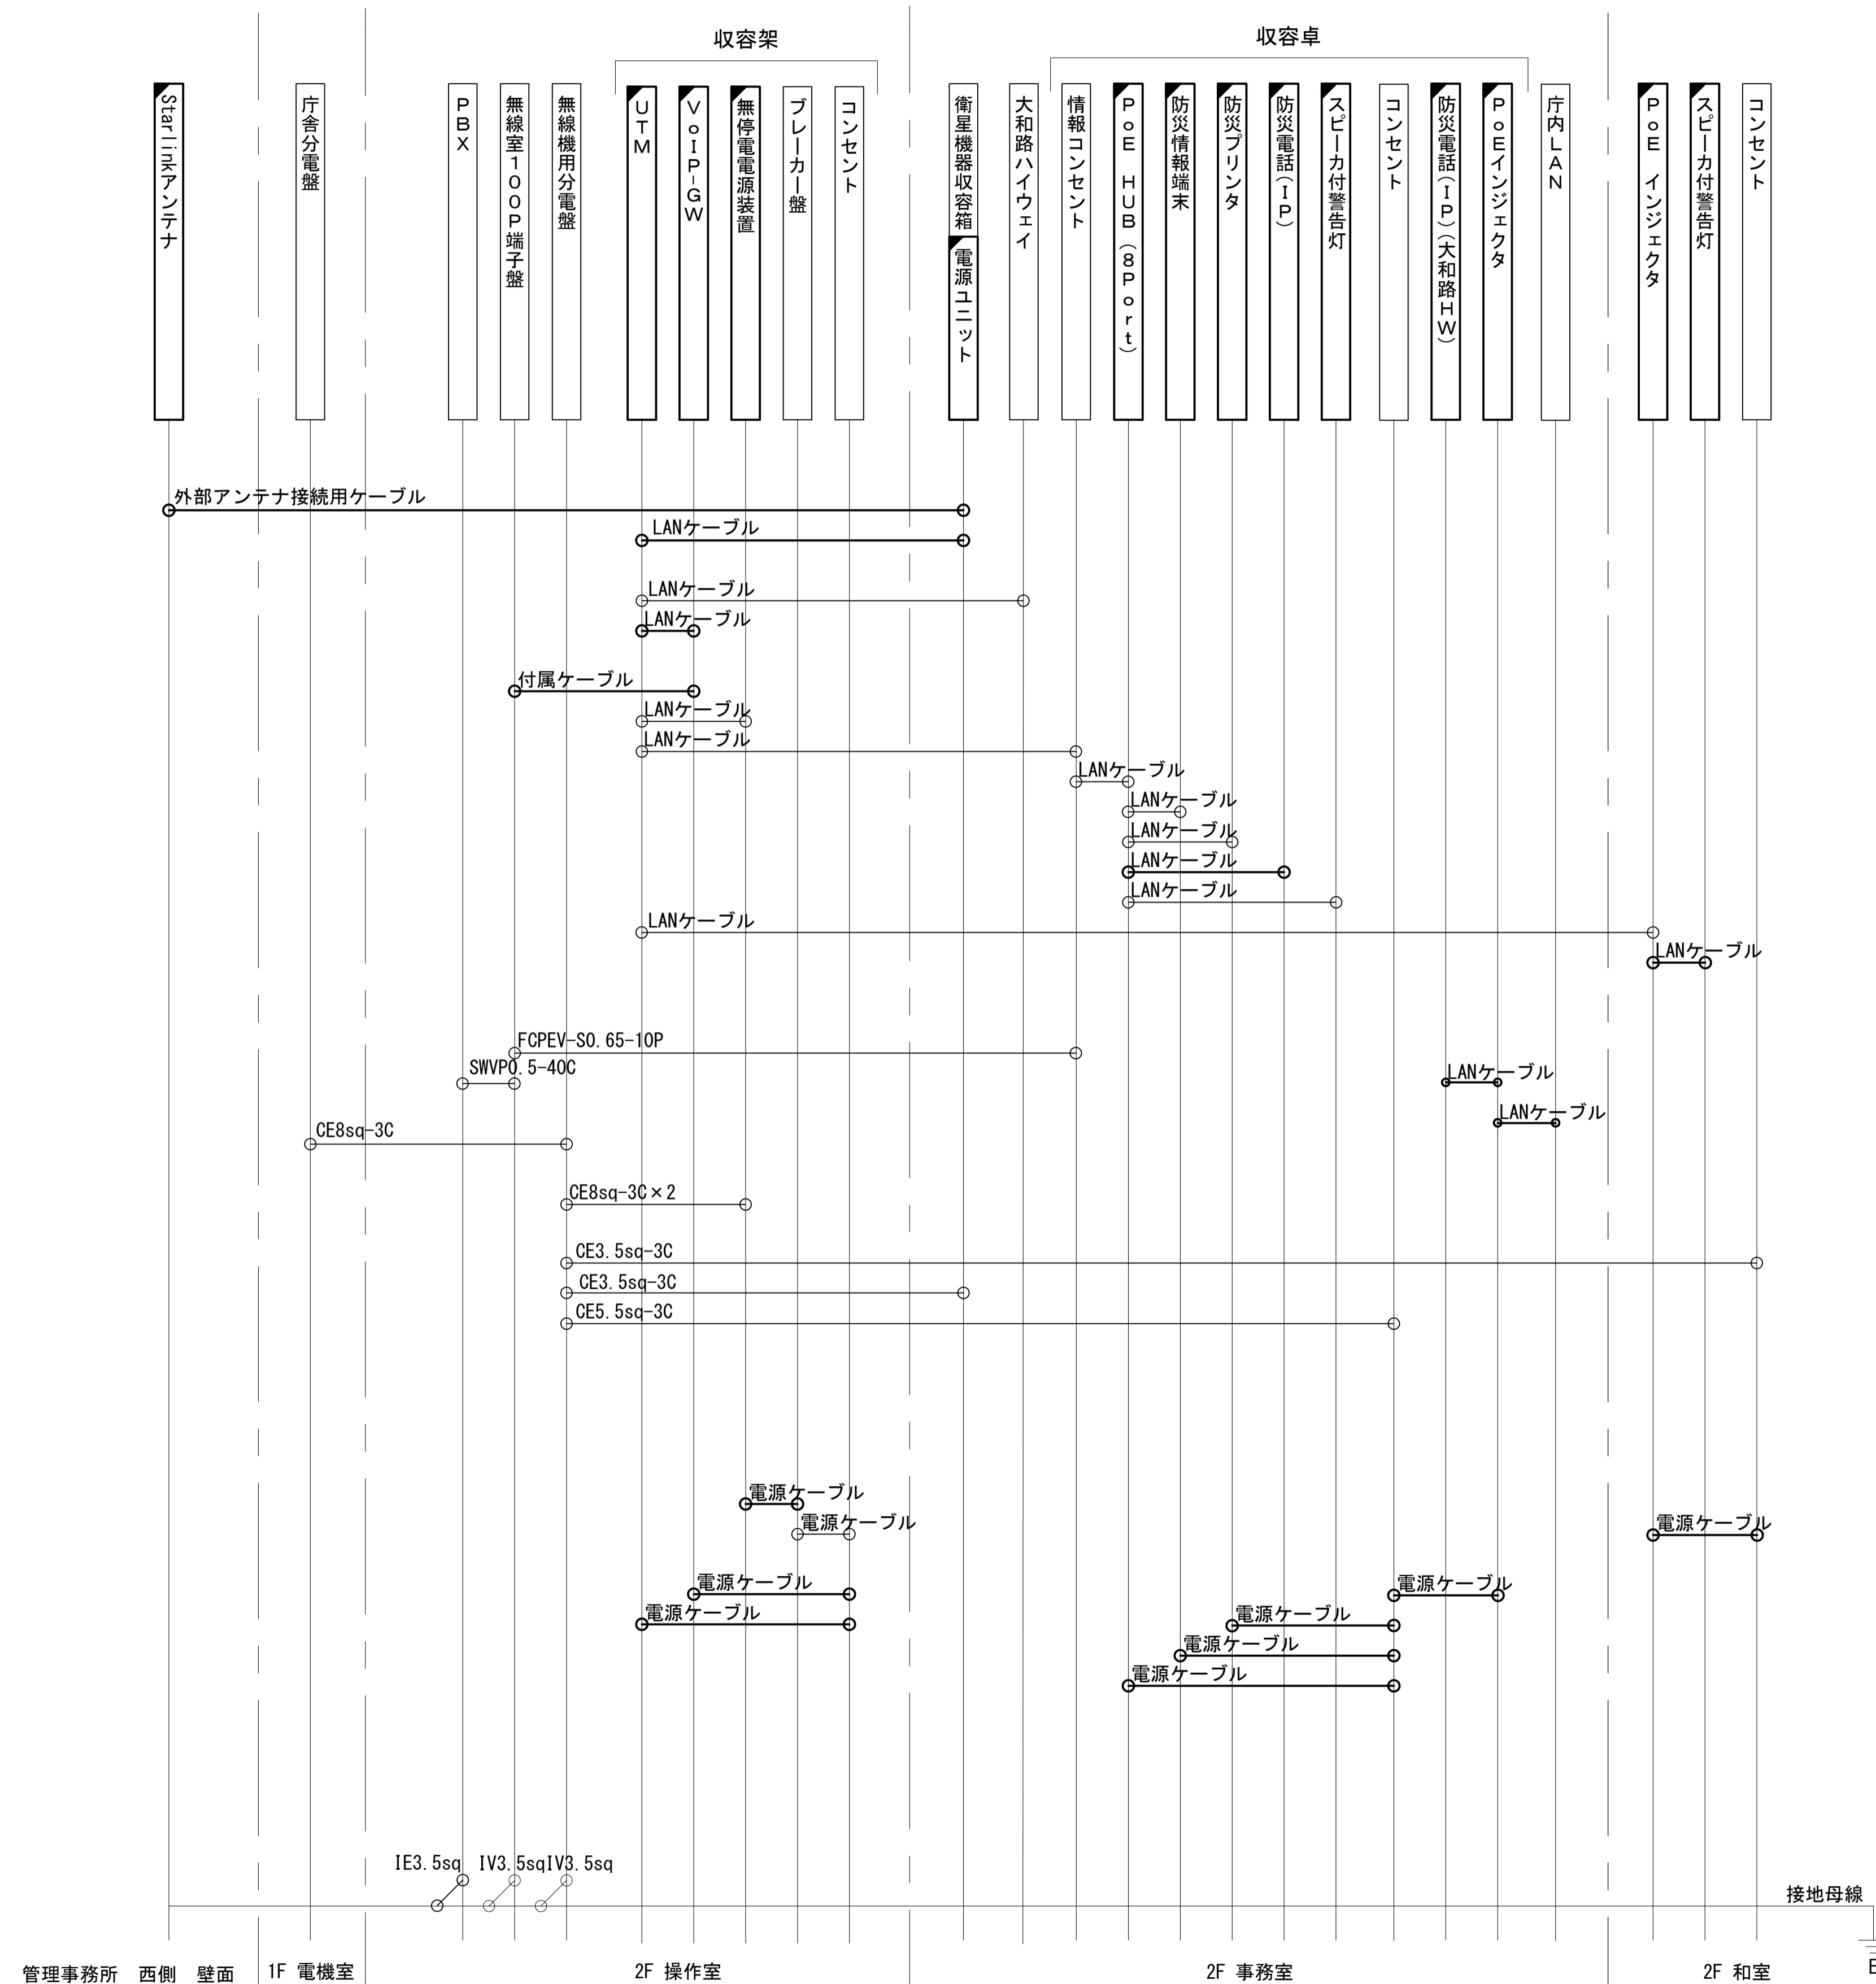 収容架
収容卓
Starlinkアンテナ
庁舎分電盤
PBX
無線室100P端子盤
無線機用分電盤
UTM
VoIP-GW
無停電電源装置
ブレーカー盤
コンセント
衛星機器収容箱
電源ユニット
大和路ハイウェイ
情報コンセント
PoE HUB(8Port)
防災情報端末
防災プリンタ
防災電話(IP)
スピーカ付警告灯
コンセント
防災電話(IP)(大和路HW)
PoEインジェクタ
庁内LAN
PoE インジェクタ
スピーカ付警告灯
コンセント
外部アンテナ接続用ケーブル
LANケーブル
LANケーブル
LANケーブル
付属ケーブル
LANケーブル
LANケーブル
LANケーブル
LANケーブル
LANケーブル
LANケーブル
LANケーブル
LANケーブル
LANケーブル
FCPEV-S0.65-10P
SWVP0.5-40C
LANケーブル
LANケーブル
CE8sq-3C
CE8sq-3C×2
CE3.5sq-3C
CE3.5sq-3C
CE5.5sq-3C
電源ケーブル
電源ケーブル
電源ケーブル
電源ケーブル
電源ケーブル
電源ケーブル
電源ケーブル
電源ケーブル
電源ケーブル
IE3.5sq IV3.5sq IV3.5sq
接地母線
管理事務所 西側 壁面
1F 電機室
2F 操作室
2F 事務室
2F 和室